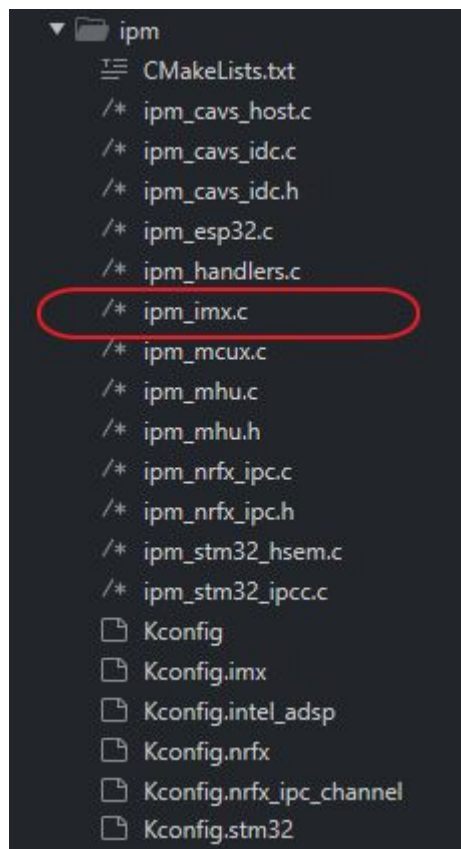 ipm
CMakeLists.txt
/* ipm_cavs_host.c
/* ipm_cavs_idc.c
/* ipm_cavs_idc.h
/* ipm_esp32.c
/* ipm_handlers.c
/* ipm_imx.c
/* ipm_mcux.c
/* ipm_mhu.c
/* ipm_mhu.h
/* ipm_nrfx_ipc.c
/* ipm_nrfx_ipc.h
/* ipm_stm32_hsem.c
/* ipm_stm32_ipcc.c
Kconfig
Kconfig.imx
Kconfig.intel_adsp
Kconfig.nrfx
Kconfig.nrfx_ipc_channel
Kconfig.stm32